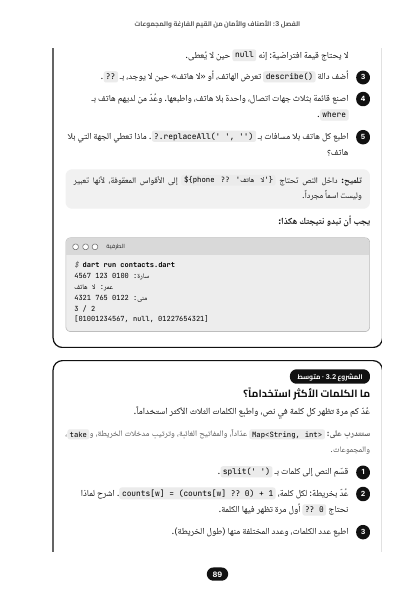 الفصل 3: الأصناف والأمان من القيم الفارغة والمجموعات
لا يحتاج قيمة افتراضية: إنه null حين لا يُعطى.
3 أضف دالة describe() تعرض الهاتف، أو «لا هاتف» حين لا يوجد، بـ ??.
4 اصنع قائمة بثلاث جهات اتصال، واحدة بلا هاتف، واطبعها. وعُدّ من لديهم هاتف بـ
where.
5 اطبع كل هاتف بلا مسافات بـ ?.replaceAll(' ', '‎'). ماذا تعطي الجهة التي بلا
هاتف؟
تلميح: داخل النص تحتاج ${phone ?? 'لا هاتف'} إلى الأقواس المعقوفة، لأنها تعبير
وليست اسماً مجرداً.
يجب أن تبدو نتيجتك هكذا:
الطرفية
$ dart run contacts.dart
سارة: 0100 123 4567
عمر: لا هاتف
منى: 0122 765 4321
3 / 2
[01001234567, null, 01227654321]
المشروع 3.2 · متوسط
ما الكلمات الأكثر استخداماً؟
عُدّ كم مرة تظهر كل كلمة في نص، واطبع الكلمات الثلاث الأكثر استخداماً.
ستتدرب على: Map<String, int> عدّاداً، والمفاتيح الغائبة، وترتيب مدخلات الخريطة، وtake،
والمجموعات.
1 قسّم النص إلى كلمات بـ split(' ').
2 عُدّ بخريطة: لكل كلمة، counts[w] = (counts[w] ?? 0) + 1. اشرح لماذا
تحتاج ?? 0 أول مرة تظهر فيها الكلمة.
3 اطبع عدد الكلمات، وعدد المختلفة منها (طول الخريطة).
89